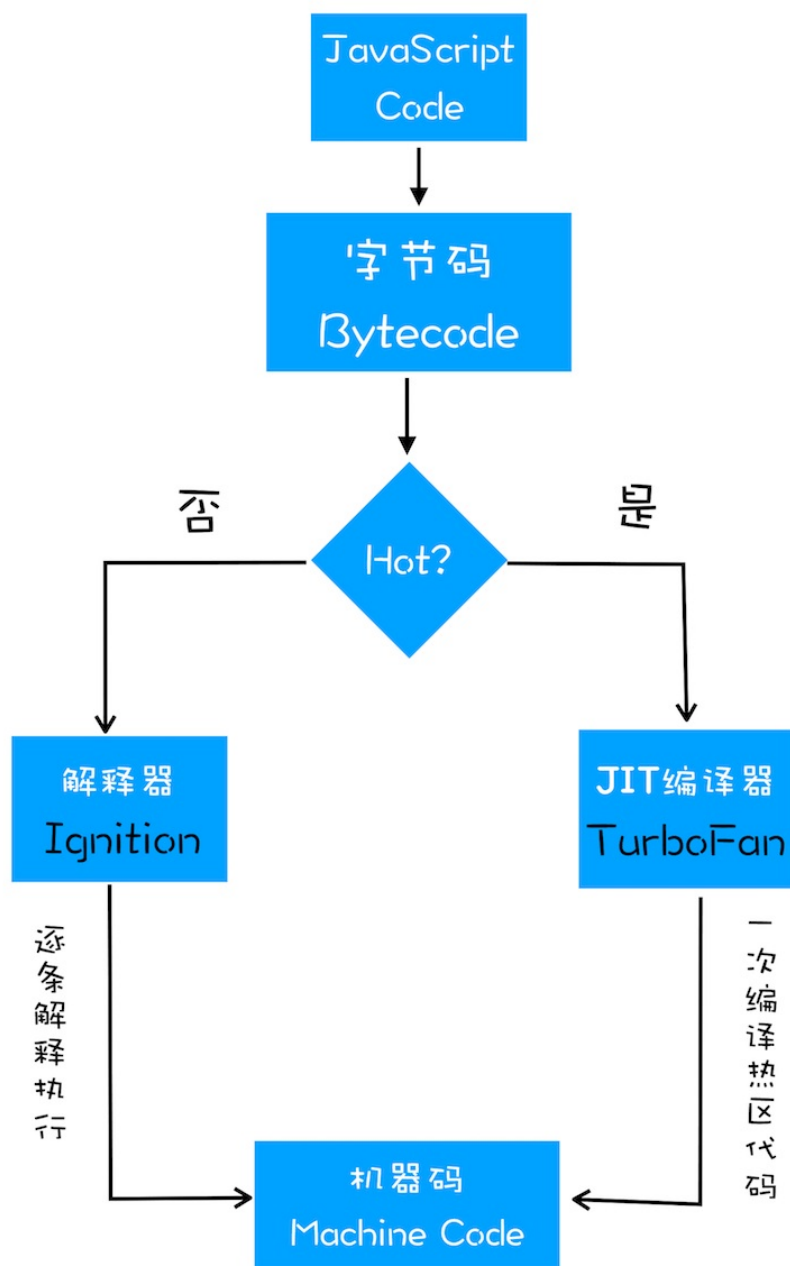 JavaScript
Code
字节码
Bytecode
否
是
Hot?
解释器
Ignition
JIT编译器
TurboFan
逐条解释执行
一次编译热区代码
机器码
Machine Code